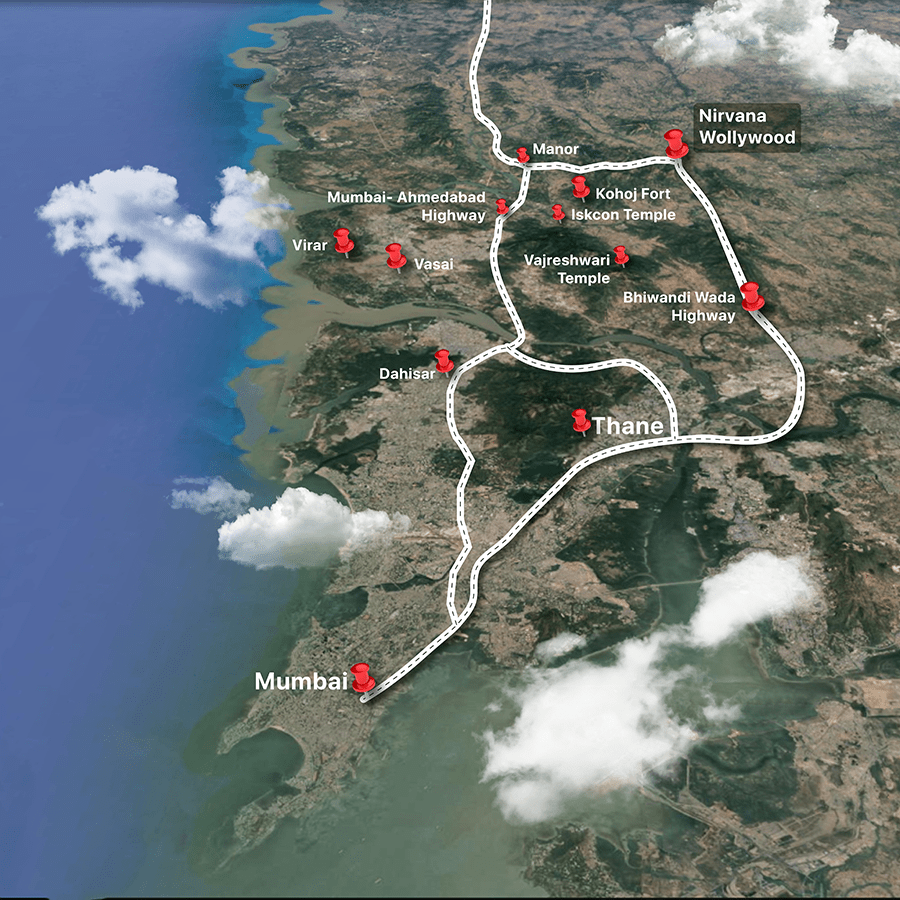 Nirvana
Wollywood
Manor
Kohoj Fort
Mumbai- Ahmedabad
Highway
Iskcon Temple
Virar
Vasai
Vajreshwari
Temple
Bhiwandi Wada
Highway
Dahisar
Thane
Mumbai